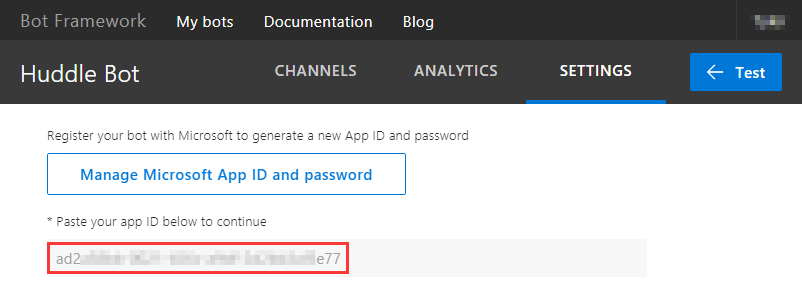 Bot Framework My bots Documentation Blog
Huddle Bot CHANNELS ANALYTICS SETTINGS ← Test
Register your bot with Microsoft to generate a new App ID and password
Manage Microsoft App ID and password
* Paste your app ID below to continue
ad2 e77